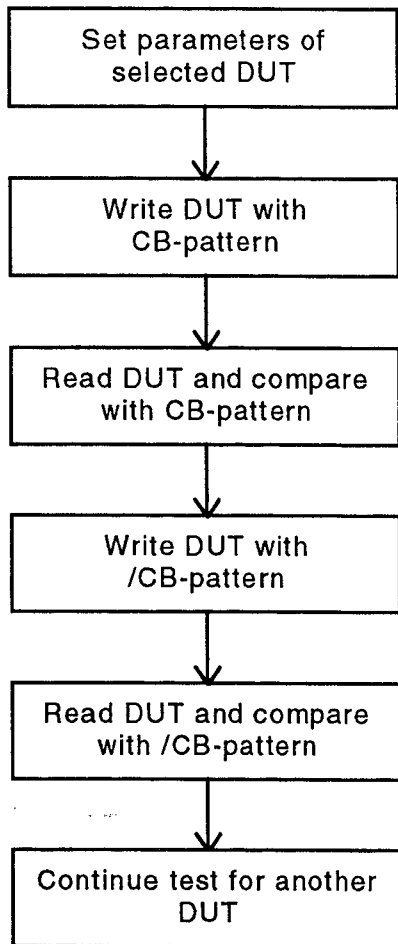 Set parameters of
selected DUT
Write DUT with
CB-pattern
Read DUT and compare
with CB-pattern
Write DUT with
/CB-pattern
Read DUT and compare
with /CB-pattern
Continue test for another
DUT